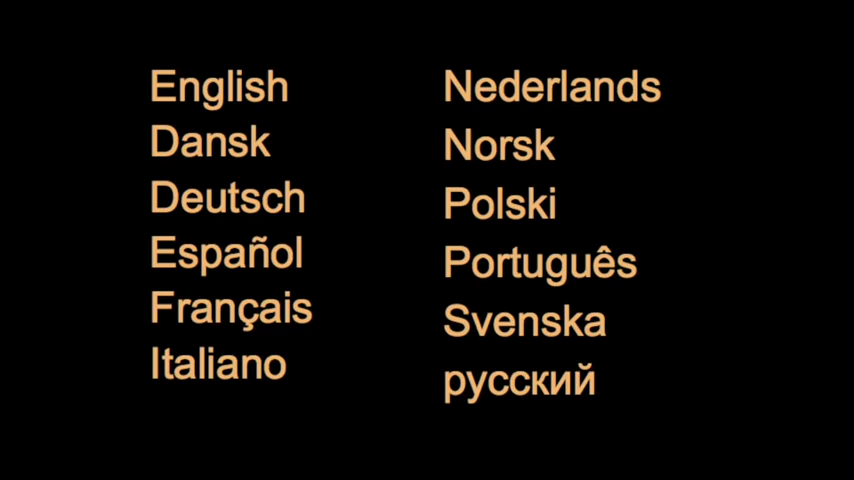 English
Dansk
Deutsch
Español
Français
Italiano
Nederlands
Norsk
Polski
Português
Svenska
русский